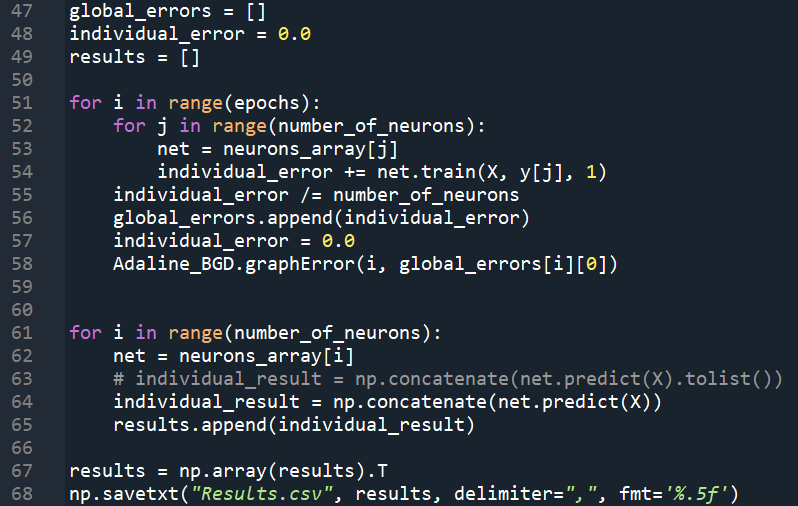 47 global_errors = []
48 individual_error = 0.0
49 results = []
50
51 for i in range(epochs):
52     for j in range(number_of_neurons):
53         net = neurons_array[j]
54         individual_error += net.train(X, y[j], 1)
55     individual_error /= number_of_neurons
56     global_errors.append(individual_error)
57     individual_error = 0.0
58     Adaline_BGD.graphError(i, global_errors[i][0])
59
60
61 for i in range(number_of_neurons):
62     net = neurons_array[i]
63     # individual_result = np.concatenate(net.predict(X).tolist())
64     individual_result = np.concatenate(net.predict(X))
65     results.append(individual_result)
66
67 results = np.array(results).T
68 np.savetxt("Results.csv", results, delimiter=",", fmt='%.5f')